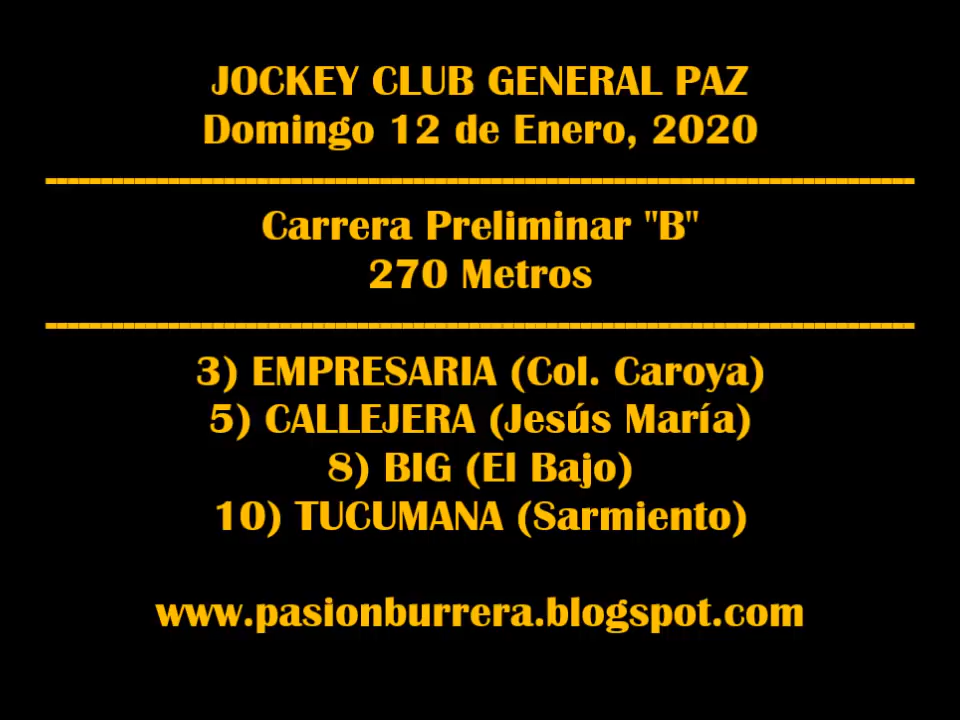 JOCKEY CLUB GENERAL PAZ
Domingo 12 de Enero, 2020
--------------------------------------------------------------------------------
Carrera Preliminar "B"
270 Metros
--------------------------------------------------------------------------------
3) EMPRESARIA (Col. Caroya)
5) CALLEJERA (Jesús María)
8) BIG (El Bajo)
10) TUCUMANA (Sarmiento)
www.pasionburrera.blogspot.com